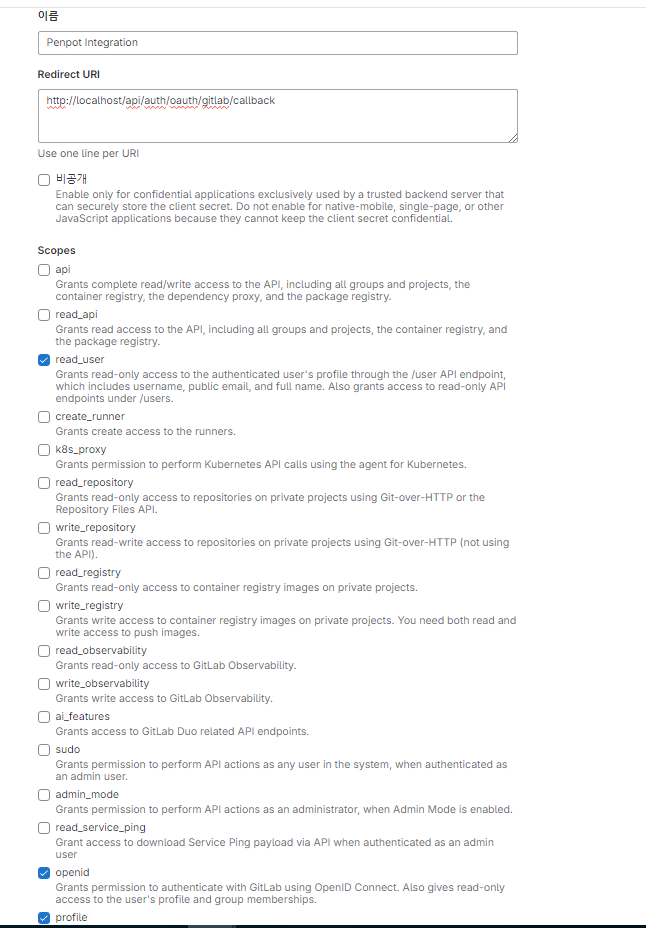 이름
Penpot Integration
Redirect URI
http://localhost/api/auth/oauth/gitlab/callback
Use one line per URI
비공개
Enable only for confidential applications exclusively used by a trusted backend server that
can securely store the client secret. Do not enable for native-mobile, single-page, or other
JavaScript applications because they cannot keep the client secret confidential.
Scopes
api
Grants complete read/write access to the API, including all groups and projects, the
container registry, the dependency proxy, and the package registry.
read_api
Grants read access to the API, including all groups and projects, the container registry, and
the package registry.
read_user
Grants read-only access to the authenticated user's profile through the /user API endpoint,
which includes username, public email, and full name. Also grants access to read-only API
endpoints under /users.
create_runner
Grants create access to the runners.
k8s_proxy
Grants permission to perform Kubernetes API calls using the agent for Kubernetes.
read_repository
Grants read-only access to repositories on private projects using Git-over-HTTP or the
Repository Files API.
write_repository
Grants read-write access to repositories on private projects using Git-over-HTTP (not using
the API).
read_registry
Grants read-only access to container registry images on private projects.
write_registry
Grants write access to container registry images on private projects. You need both read and
write access to push images.
read_observability
Grants read-only access to GitLab Observability.
write_observability
Grants write access to GitLab Observability.
ai_features
Grants access to GitLab Duo related API endpoints.
sudo
Grants permission to perform API actions as any user in the system, when authenticated as
an admin user.
admin_mode
Grants permission to perform API actions as an administrator, when Admin Mode is enabled.
read_service_ping
Grant access to download Service Ping payload via API when authenticated as an admin
user
openid
Grants permission to authenticate with GitLab using OpenID Connect. Also gives read-only
access to the user's profile and group memberships.
profile